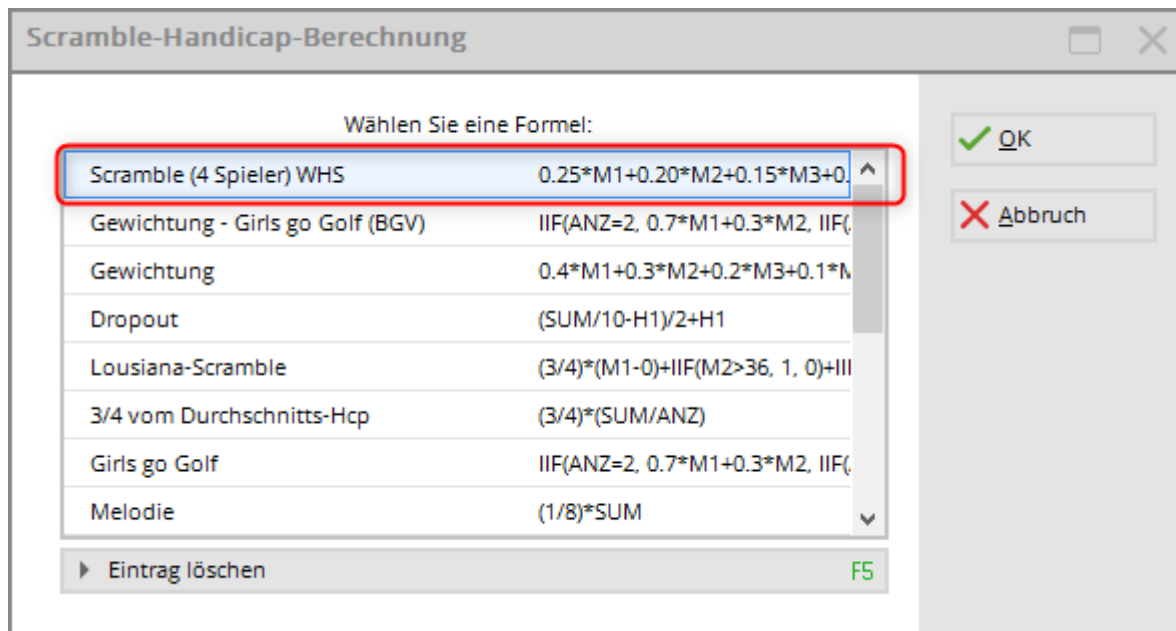 Scramble-Handicap-Berechnung
Wählen Sie eine Formel:
OK
Abbruch
Scramble (4 Spieler) WHS 0.25*M1+0.20*M2+0.15*M3+0.
Gewichtung - Girls go Golf (BGV) IIF(ANZ=2, 0.7*M1+0.3*M2, IIF(
Gewichtung 0.4*M1+0.3*M2+0.2*M3+0.1*M
Dropout (SUM/10-H1)/2+H1
Lousiana-Scramble (3/4)*(M1-0)+IIF(M2>36, 1, 0)+III
3/4 vom Durchschnitts-Hcp (3/4)*(SUM/ANZ)
Girls go Golf IIF(ANZ=2, 0.7*M1+0.3*M2, IIF(
Melodie (1/8)*SUM
Eintrag löschen F5